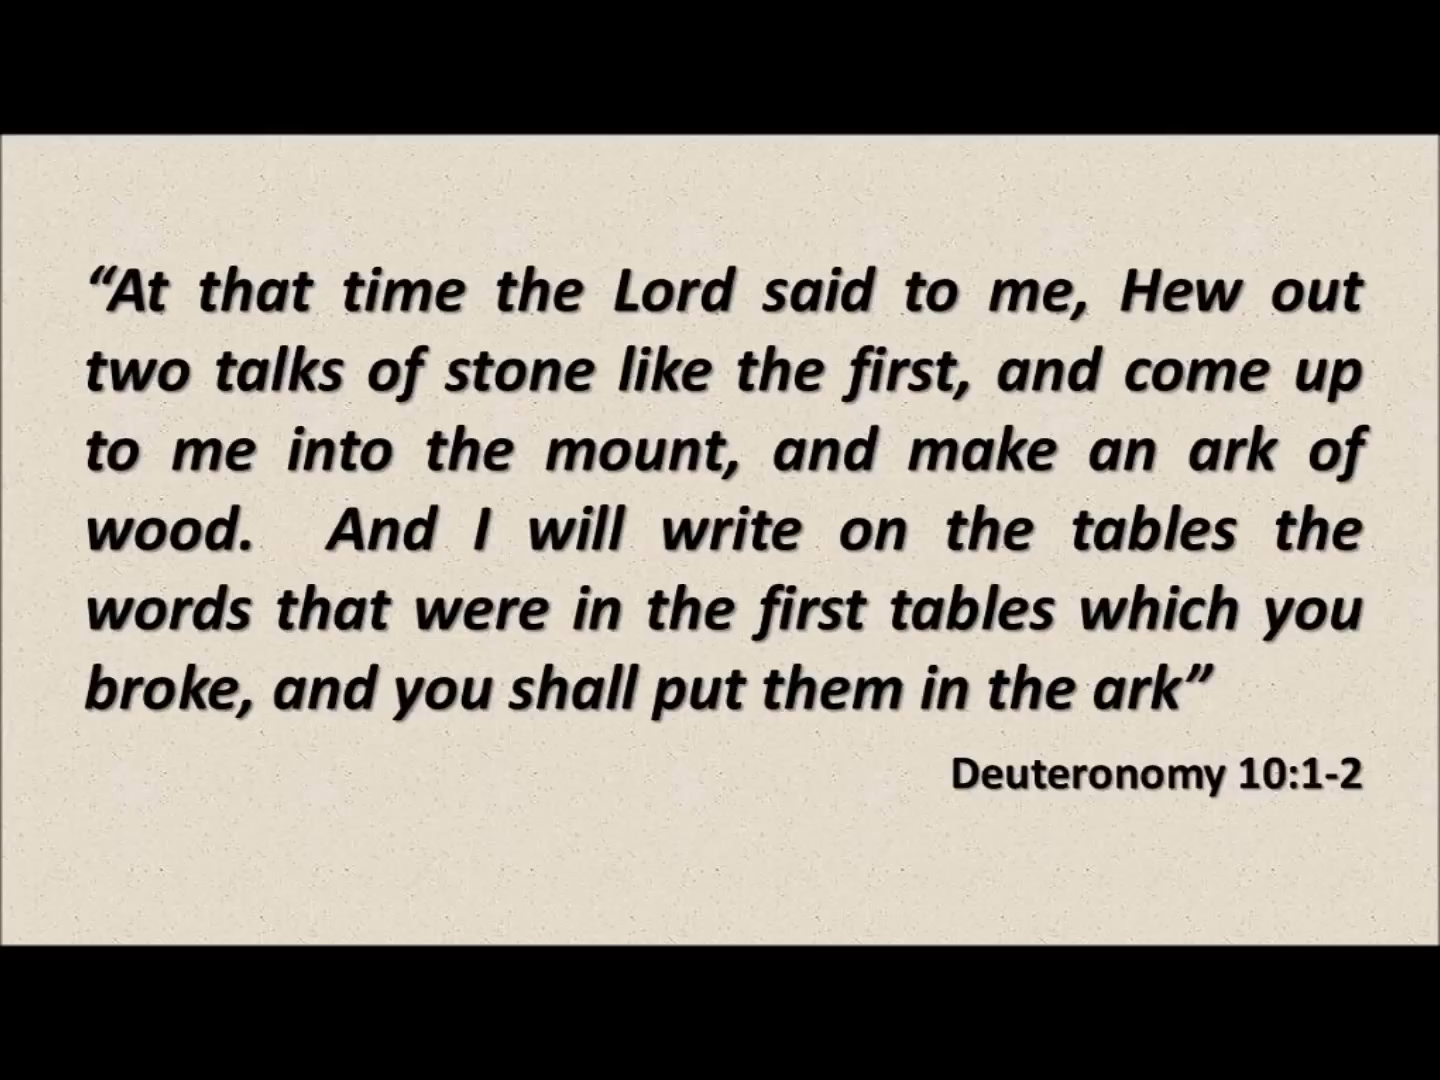 “At that time the Lord said to me, Hew out
two talks of stone like the first, and come up
to me into the mount, and make an ark of
wood. And I will write on the tables the
words that were in the first tables which you
broke, and you shall put them in the ark”
Deuteronomy 10:1-2